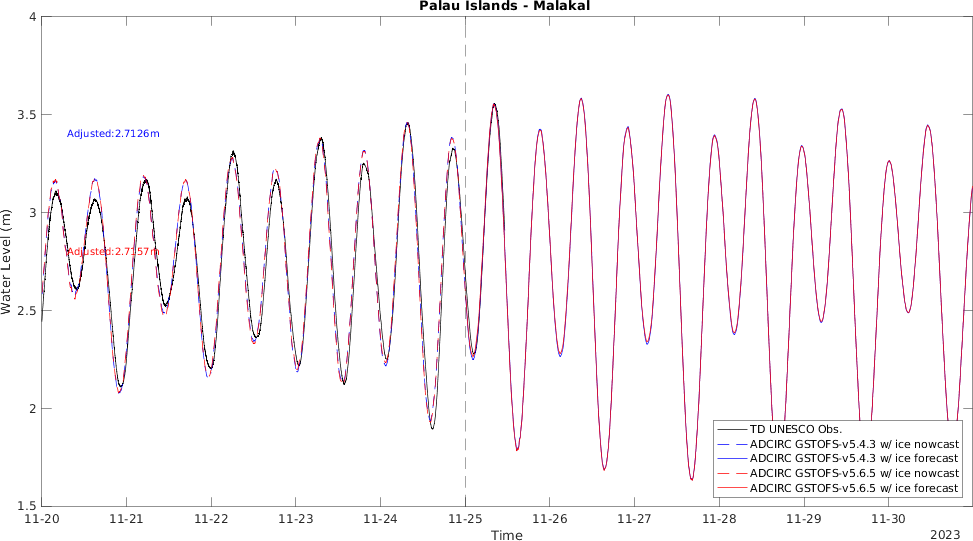 Palau Islands - Malakal
4
3.5
3
2.5
2
1.5
Water Level (m)
Adjusted:2.7126m
Adjusted:2.7157m
TD UNESCO Obs.
ADCIRC GSTOFS-v5.4.3 w/ ice nowcast
ADCIRC GSTOFS-v5.4.3 w/ ice forecast
ADCIRC GSTOFS-v5.6.5 w/ ice nowcast
ADCIRC GSTOFS-v5.6.5 w/ ice forecast
11-20 11-21 11-22 11-23 11-24 11-25 11-26 11-27 11-28 11-29 11-30
Time
2023